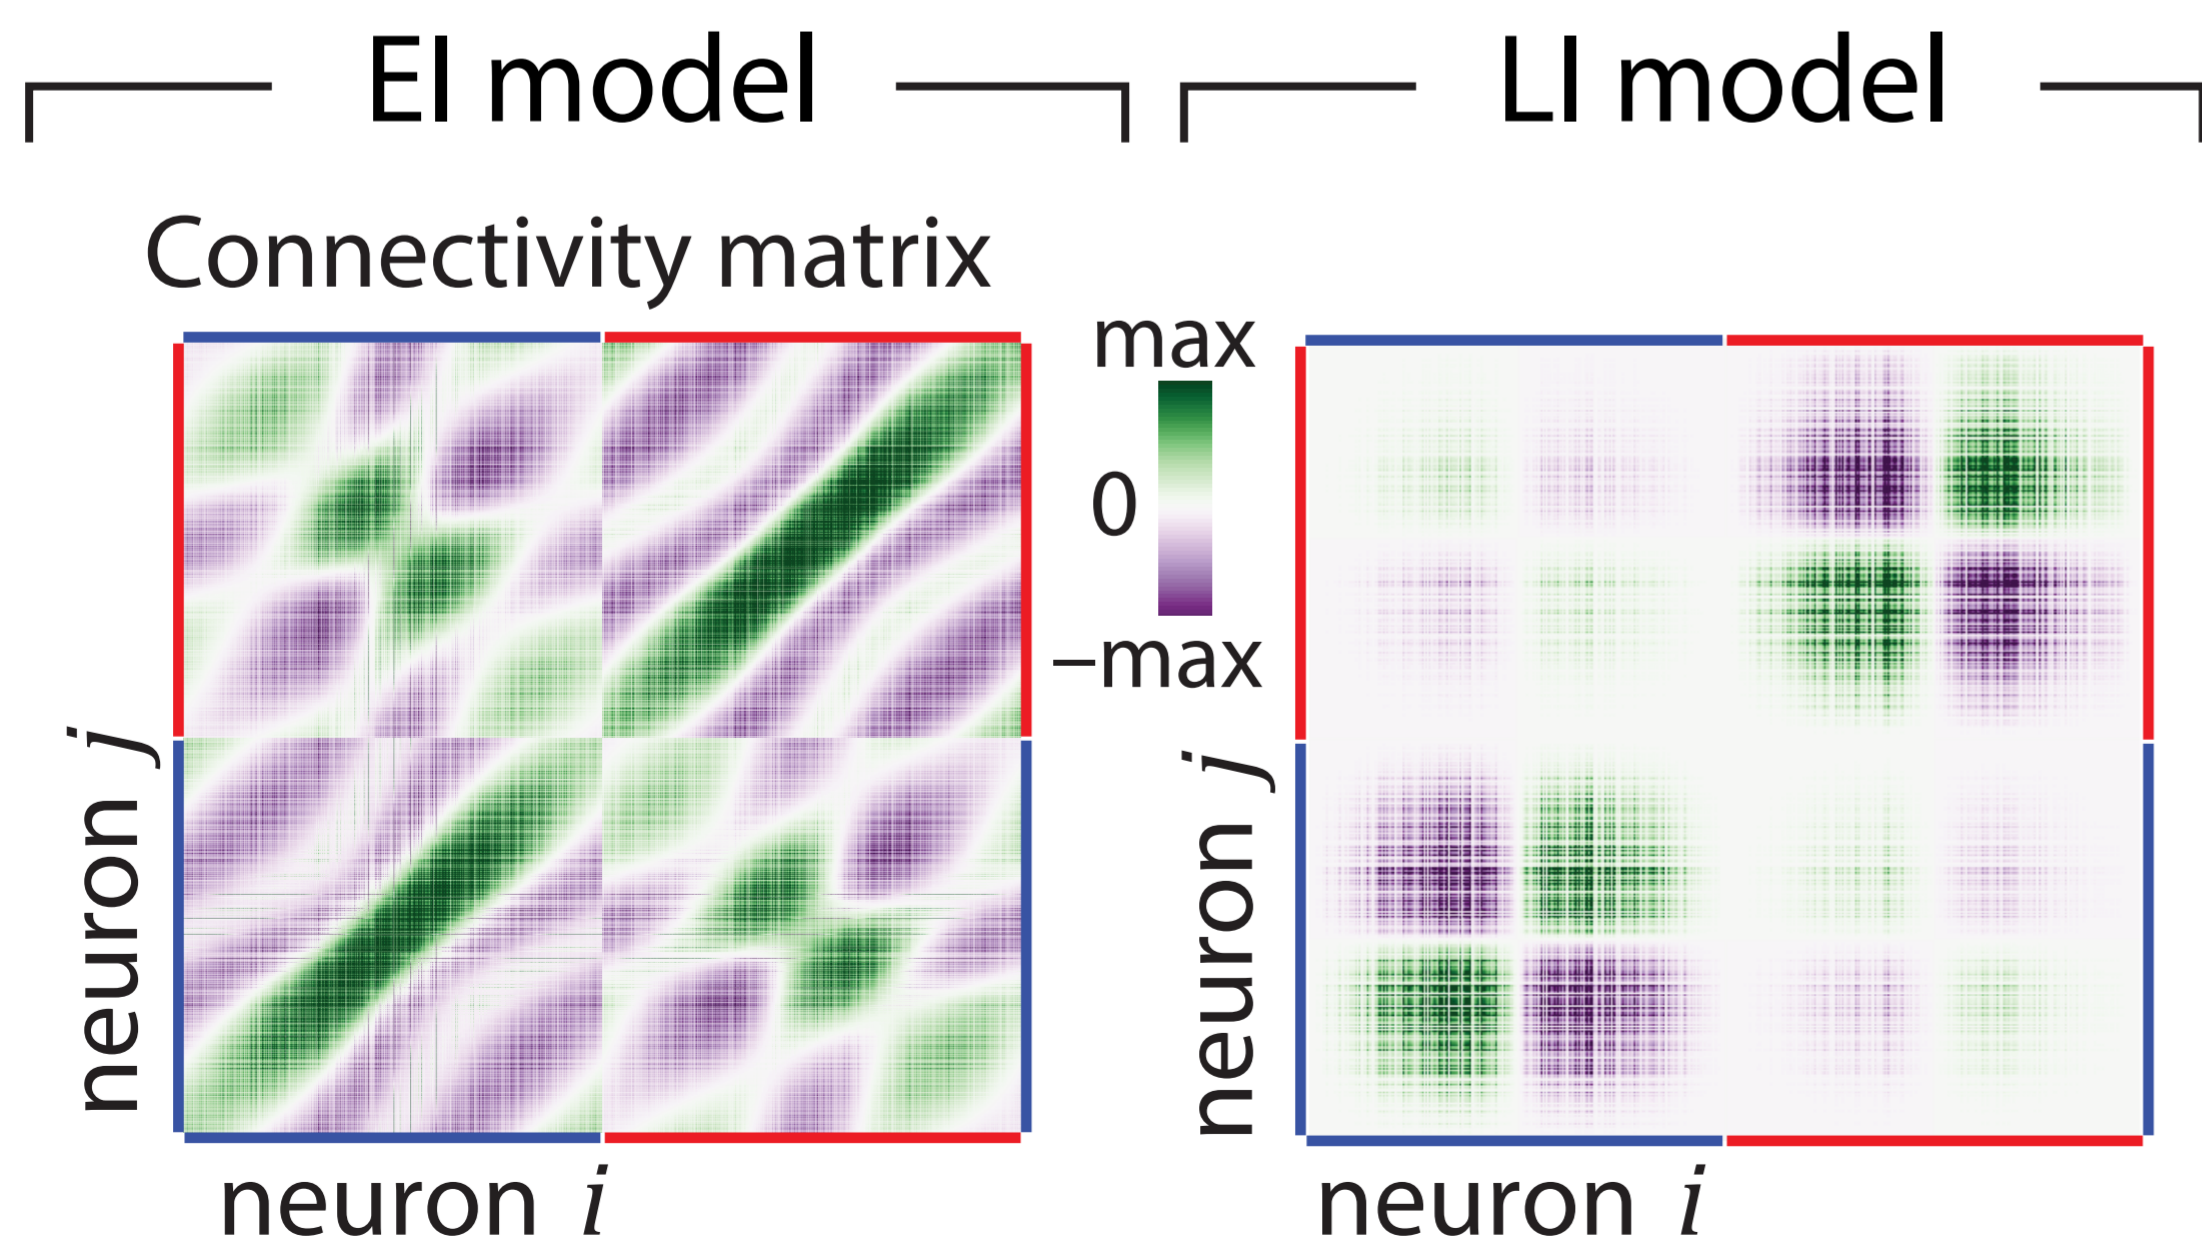 EI model
LI model
Connectivity matrix
max
0
–max
neuron j
neuron i
neuron j
neuron i